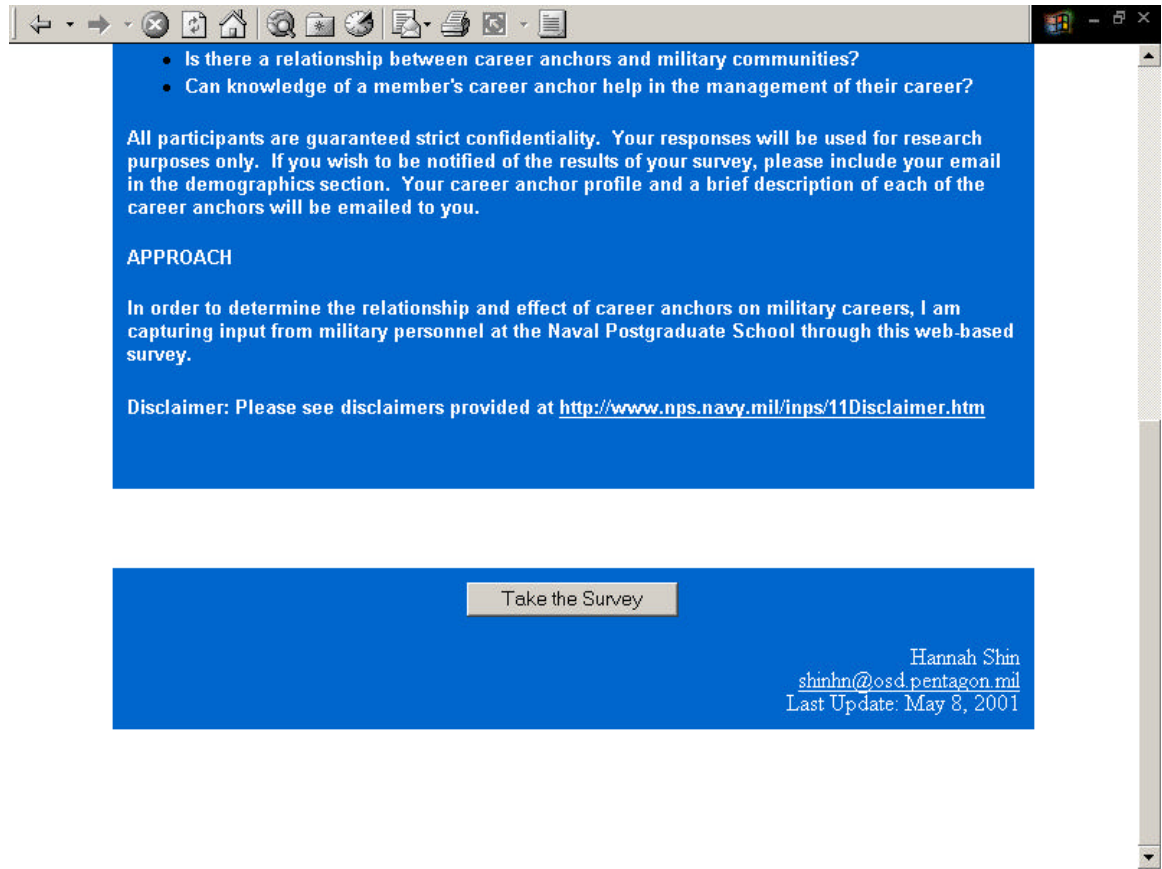 Is there a relationship between career anchors and military communities?
Can knowledge of a member's career anchor help in the management of their career?
All participants are guaranteed strict confidentiality.  Your responses will be used for research
purposes only.  If you wish to be notified of the results of your survey, please include your email
in the demographics section.  Your career anchor profile and a brief description of each of the
career anchors will be emailed to you.
APPROACH
In order to determine the relationship and effect of career anchors on military careers, I am
capturing input from military personnel at the Naval Postgraduate School through this web-based
survey.
Disclaimer: Please see disclaimers provided at http://www.nps.navy.mil/inps/11Disclaimer.htm
Take the Survey
Hannah Shin
shinhn@osd.pentagon.mil
Last Update: May 8, 2001